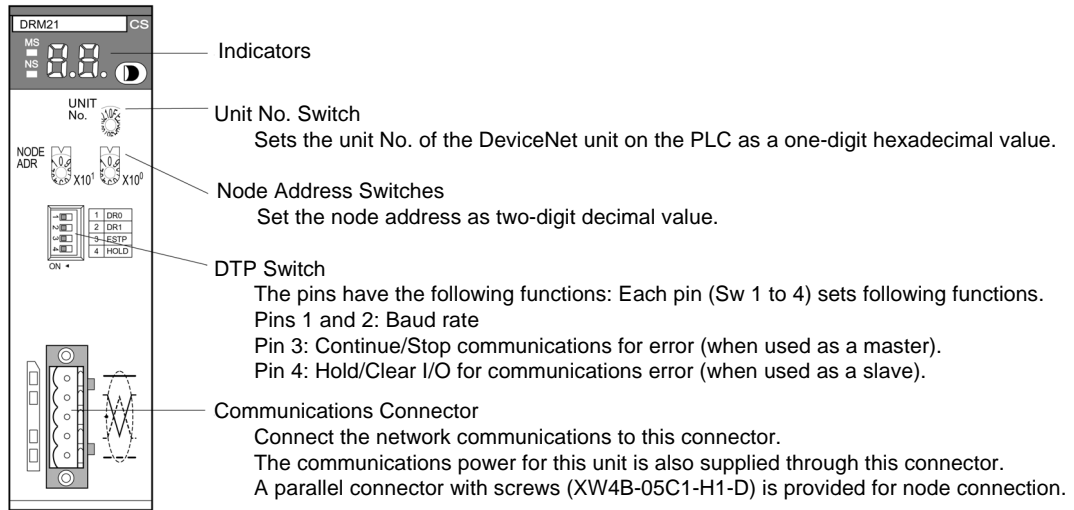 DRM21 CS
MS
NS
8.8.
Indicators
UNIT
No.
Unit No. Switch
Sets the unit No. of the DeviceNet unit on the PLC as a one-digit hexadecimal value.
NODE
ADR
X10¹ X10⁰
Node Address Switches
Set the node address as two-digit decimal value.
1 1 DR0
2 2 DR1
3 3 ESTP
4 4 HOLD
ON
DTP Switch
The pins have the following functions: Each pin (Sw 1 to 4) sets following functions.
Pins 1 and 2: Baud rate
Pin 3: Continue/Stop communications for error (when used as a master).
Pin 4: Hold/Clear I/O for communications error (when used as a slave).
Communications Connector
Connect the network communications to this connector.
The communications power for this unit is also supplied through this connector.
A parallel connector with screws (XW4B-05C1-H1-D) is provided for node connection.